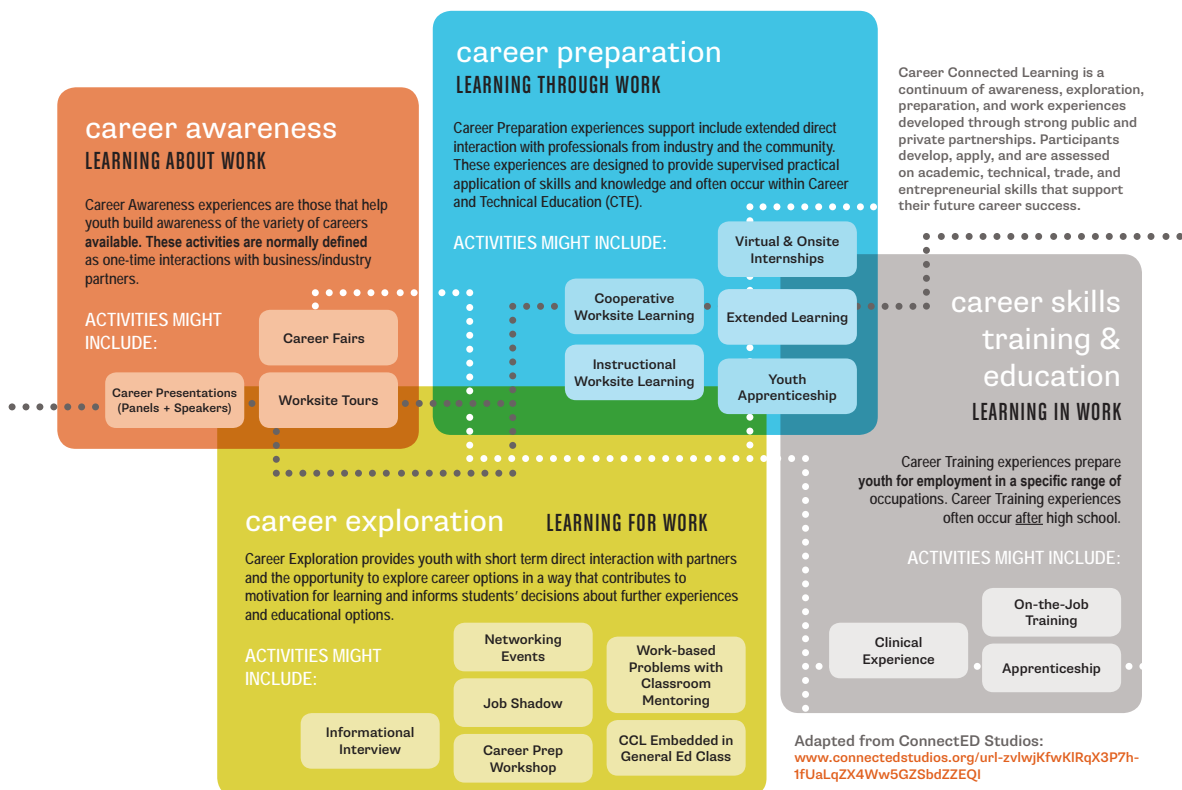 career awareness
LEARNING ABOUT WORK
Career Awareness experiences are those that help
youth build awareness of the variety of careers
available. These activities are normally defined
as one-time interactions with business/industry
partners.
ACTIVITIES MIGHT
INCLUDE:
Career Fairs
Career Presentations
(Panels + Speakers)
Worksite Tours
career preparation
LEARNING THROUGH WORK
Career Preparation experiences support include extended direct
interaction with professionals from industry and the community.
These experiences are designed to provide supervised practical
application of skills and knowledge and often occur within Career
and Technical Education (CTE).
ACTIVITIES MIGHT INCLUDE:
Virtual & Onsite
Internships
Cooperative
Worksite Learning
Extended Learning
Instructional
Worksite Learning
Youth
Apprenticeship
Career Connected Learning is a
continuum of awareness, exploration,
preparation, and work experiences
developed through strong public and
private partnerships. Participants
develop, apply, and are assessed
on academic, technical, trade, and
entrepreneurial skills that support
their future career success.
career exploration
LEARNING FOR WORK
Career Exploration provides youth with short term direct interaction with partners
and the opportunity to explore career options in a way that contributes to
motivation for learning and informs students' decisions about further experiences
and educational options.
ACTIVITIES MIGHT
INCLUDE:
Networking
Events
Work-based
Problems with
Classroom
Mentoring
Job Shadow
Informational
Interview
Career Prep
Workshop
CCL Embedded in
General Ed Class
career skills
training &
education
LEARNING IN WORK
Career Training experiences prepare
youth for employment in a specific range of
occupations. Career Training experiences
often occur after high school.
ACTIVITIES MIGHT INCLUDE:
On-the-Job
Training
Clinical
Experience
Apprenticeship
Adapted from ConnectED Studios:
www.connectedstudios.org/url-zvlwjKfwKlRqX3P7h-
1fUaLqZX4Ww5GZSbdZZEQI